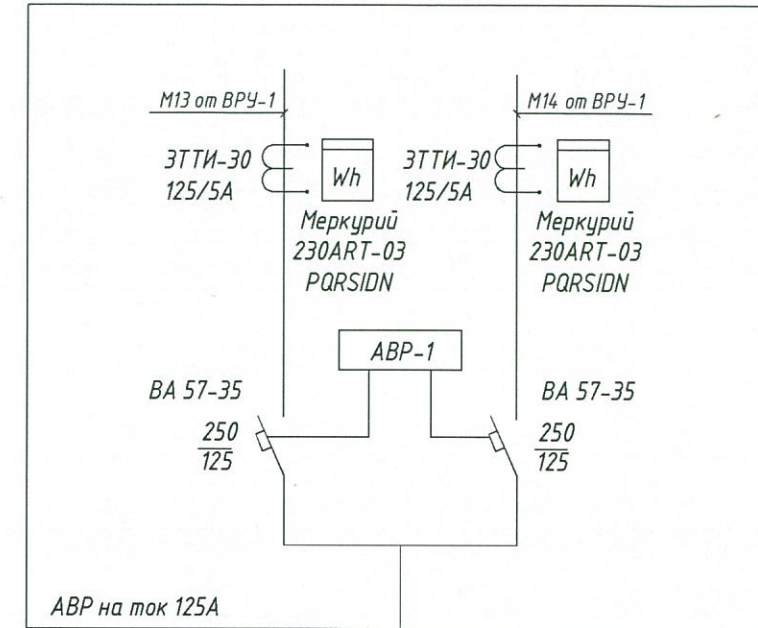 М13 от ВРУ-1
М14 от ВРУ-1
3ТТИ-30
125/5А
Wh
3ТТИ-30
125/5А
Wh
Меркурий
230ART-03
PQRSIDN
Меркурий
230ART-03
PQRSIDN
АВР-1
ВА 57-35
ВА 57-35
250
125
250
125
АВР на ток 125А